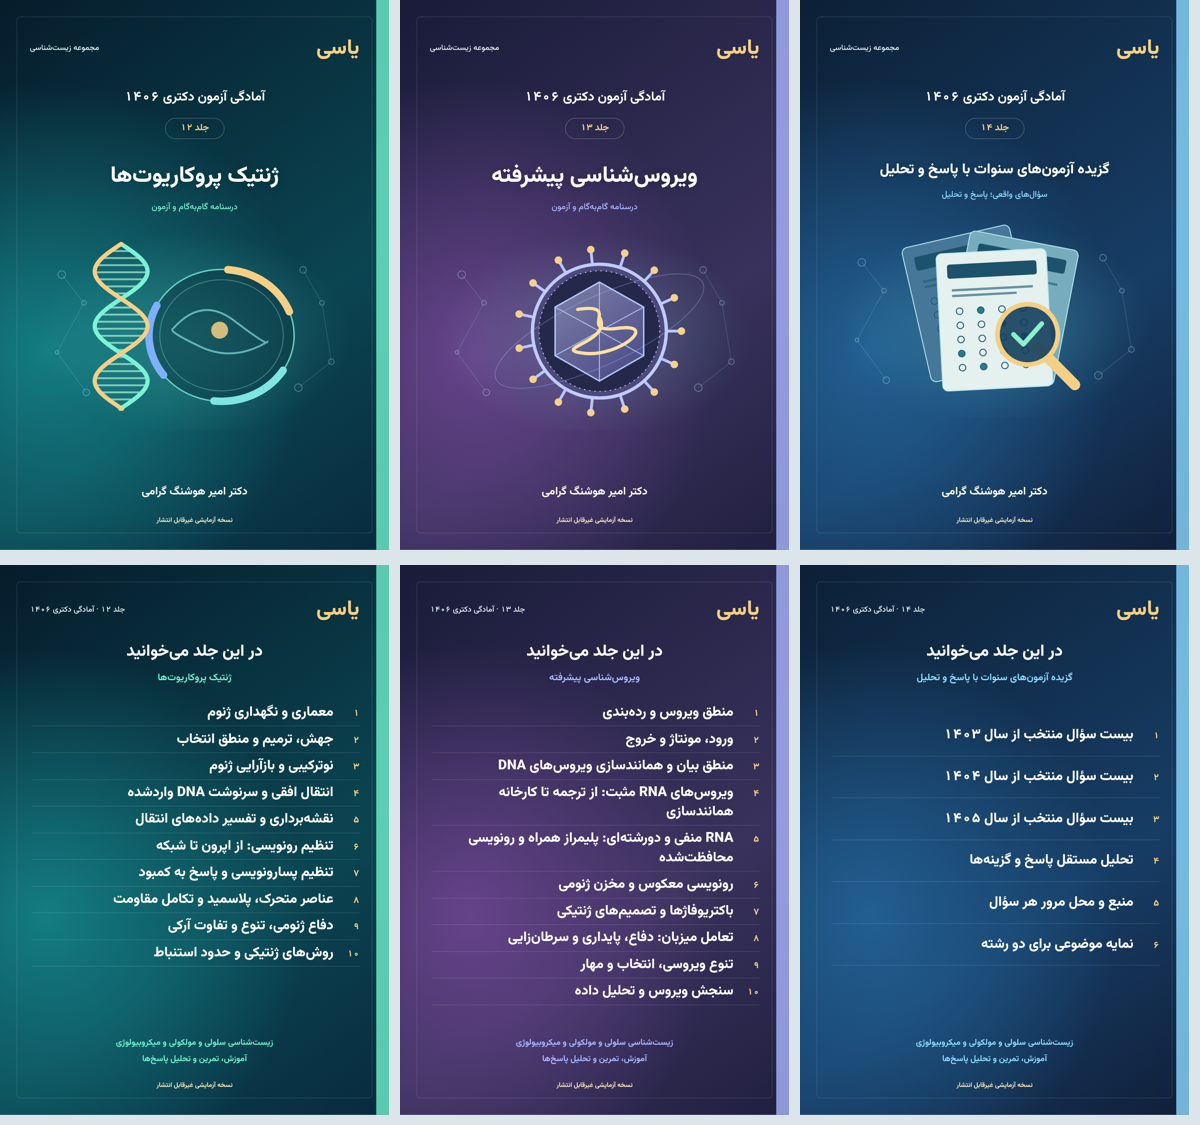 یاسی
مجموعه زیست‌شناسی
آمادگی آزمون دکتری ۱۴۰۶
جلد ۱۲
ژنتیک پروکاریوت‌ها
درسنامه گام‌به‌گام و آزمون
دکتر امیر هوشنگ گرامی
نسخه آزمایشی غیرقابل انتشار
یاسی
مجموعه زیست‌شناسی
آمادگی آزمون دکتری ۱۴۰۶
جلد ۱۳
ویروس‌شناسی پیشرفته
درسنامه گام‌به‌گام و آزمون
دکتر امیر هوشنگ گرامی
نسخه آزمایشی غیرقابل انتشار
یاسی
مجموعه زیست‌شناسی
آمادگی آزمون دکتری ۱۴۰۶
جلد ۱۴
گزیده آزمون‌های سنوات با پاسخ و تحلیل
سؤال‌های واقعی؛ پاسخ و تحلیل
دکتر امیر هوشنگ گرامی
نسخه آزمایشی غیرقابل انتشار
یاسی
جلد ۱۲ · آمادگی دکتری ۱۴۰۶
در این جلد می‌خوانید
ژنتیک پروکاریوت‌ها
۱ معماری و نگهداری ژنوم
۲ جهش، ترمیم و منطق انتخاب
۳ نوترکیبی و بازآرایی ژنوم
۴ انتقال افقی و سرنوشت DNA واردشده
۵ نقشه‌برداری و تفسیر داده‌های انتقال
۶ تنظیم رونویسی: از اپرون تا شبکه
۷ تنظیم پسارونویسی و پاسخ به کمبود
۸ عناصر متحرک، پلاسمید و تکامل مقاومت
۹ دفاع ژنومی، تنوع و تفاوت آرکی
۱۰ روش‌های ژنتیکی و حدود استنباط
زیست‌شناسی سلولی و مولکولی و میکروبیولوژی
آموزش، تمرین و تحلیل پاسخ‌ها
نسخه آزمایشی غیرقابل انتشار
یاسی
جلد ۱۳ · آمادگی دکتری ۱۴۰۶
در این جلد می‌خوانید
ویروس‌شناسی پیشرفته
۱ منطق ویروس و رده‌بندی
۲ ورود، مونتاژ و خروج
۳ منطق بیان و همانندسازی ویروس‌های DNA
۴ ویروس‌های RNA مثبت: از ترجمه تا کارخانه
همانندسازی
۵ RNA منفی و دورشته‌ای: پلیمراز همراه و رونویسی
محافظت‌شده
۶ رونویسی معکوس و مخزن ژنومی
۷ باکتریوفاژها و تصمیم‌های ژنتیکی
۸ تعامل میزبان: دفاع، پایداری و سرطان‌زایی
۹ تنوع ویروسی، انتخاب و مهار
۱۰ سنجش ویروس و تحلیل داده
زیست‌شناسی سلولی و مولکولی و میکروبیولوژی
آموزش، تمرین و تحلیل پاسخ‌ها
نسخه آزمایشی غیرقابل انتشار
یاسی
جلد ۱۴ · آمادگی دکتری ۱۴۰۶
در این جلد می‌خوانید
گزیده آزمون‌های سنوات با پاسخ و تحلیل
۱ بیست سؤال منتخب از سال ۱۴۰۳
۲ بیست سؤال منتخب از سال ۱۴۰۴
۳ بیست سؤال منتخب از سال ۱۴۰۵
۴ تحلیل مستقل پاسخ و گزینه‌ها
۵ منبع و محل مرور هر سؤال
۶ نمایه موضوعی برای دو رشته
زیست‌شناسی سلولی و مولکولی و میکروبیولوژی
آموزش، تمرین و تحلیل پاسخ‌ها
نسخه آزمایشی غیرقابل انتشار